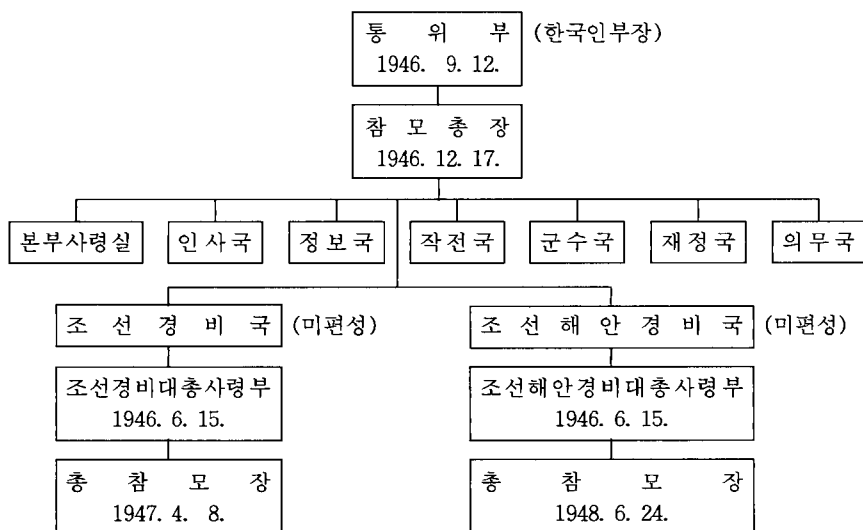 통 위 부 (한국인부장)
1946. 9. 12.
참 모 총 장
1946. 12. 17.
본부사령실 인사국 정보국 작전국 군수국 재정국 의무국
조 선 경 비 국 (미편성) 조 선 해 안 경 비 국 (미편성)
조선경비대총사령부 조선해안경비대총사령부
1946. 6. 15. 1946. 6. 15.
총 참 모 장 총 참 모 장
1947. 4. 8. 1948. 6. 24.